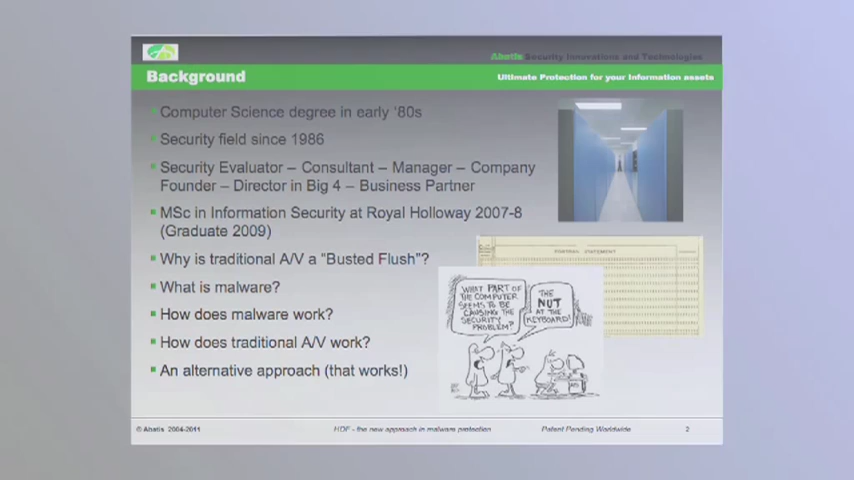 Abatis Security Innovations and Technologies
Background
Ultimate Protection for your Information assets
Computer Science degree in early ‘80s
Security field since 1986
Security Evaluator – Consultant – Manager – Company
Founder – Director in Big 4 – Business Partner
MSc in Information Security at Royal Holloway 2007-8
(Graduate 2009)
Why is traditional A/V a “Busted Flush”?
What is malware?
How does malware work?
How does traditional A/V work?
An alternative approach (that works!)
FORTRAN STATEMENT
WHAT PART OF
THE COMPUTER
SEEMS TO BE
CAUSING THE
SECURITY
PROBLEM?
THE
NUT
AT THE
KEYBOARD!
© Abatis 2004-2011
HDF - the new approach in malware protection
Patent Pending Worldwide
2